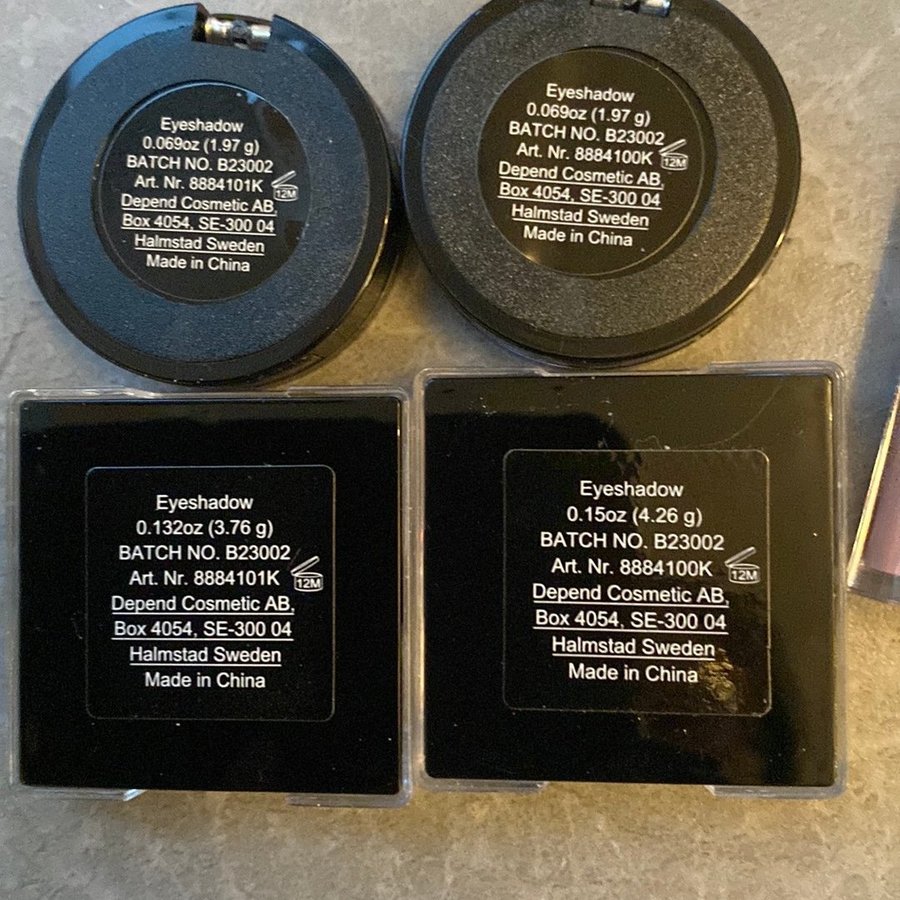 Eyeshadow
0.069oz (1.97 g)
BATCH NO. B23002
Art. Nr. 8884101K
12M
Depend Cosmetic AB,
Box 4054, SE-300 04
Halmstad Sweden
Made in China
Eyeshadow
0.069oz (1.97 g)
BATCH NO. B23002
Art. Nr. 8884100K
12M
Depend Cosmetic AB,
Box 4054, SE-300 04
Halmstad Sweden
Made in China
Eyeshadow
0.132oz (3.76 g)
BATCH NO. B23002
Art. Nr. 8884101K
12M
Depend Cosmetic AB,
Box 4054, SE-300 04
Halmstad Sweden
Made in China
Eyeshadow
0.15oz (4.26 g)
BATCH NO. B23002
Art. Nr. 8884100K
12M
Depend Cosmetic AB,
Box 4054, SE-300 04
Halmstad Sweden
Made in China